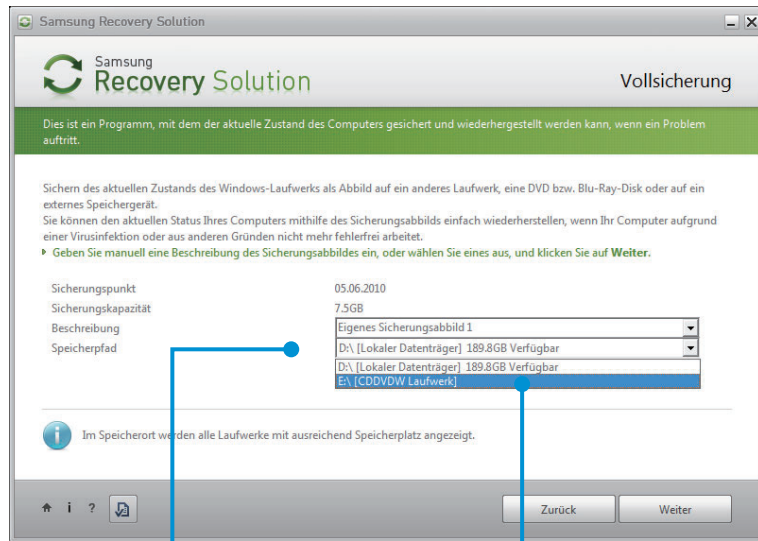 Samsung Recovery Solution
Samsung
Recovery Solution
Vollsicherung
Dies ist ein Programm, mit dem der aktuelle Zustand des Computers gesichert und wiederhergestellt werden kann, wenn ein Problem
auftritt.
Sichern des aktuellen Zustands des Windows-Laufwerks als Abbild auf ein anderes Laufwerk, eine DVD bzw. Blu-Ray-Disk oder auf ein
externes Speichergerät.
Sie können den aktuellen Status Ihres Computers mithilfe des Sicherungsabbilds einfach wiederherstellen, wenn Ihr Computer aufgrund
einer Virusinfektion oder aus anderen Gründen nicht mehr fehlerfrei arbeitet.
Geben Sie manuell eine Beschreibung des Sicherungsabbildes ein, oder wählen Sie eines aus, und klicken Sie auf Weiter.
Sicherungspunkt 05.06.2010
Sicherungskapazität 7.5GB
Beschreibung Eigenes Sicherungsabbild 1
Speicherpfad D:\ [Lokaler Datenträger] 189.8GB Verfügbar
D:\ [Lokaler Datenträger] 189.8GB Verfügbar
E:\ [CDDVDW Laufwerk]
Im Speicherort werden alle Laufwerke mit ausreichend Speicherplatz angezeigt.
i ? Zurück Weiter